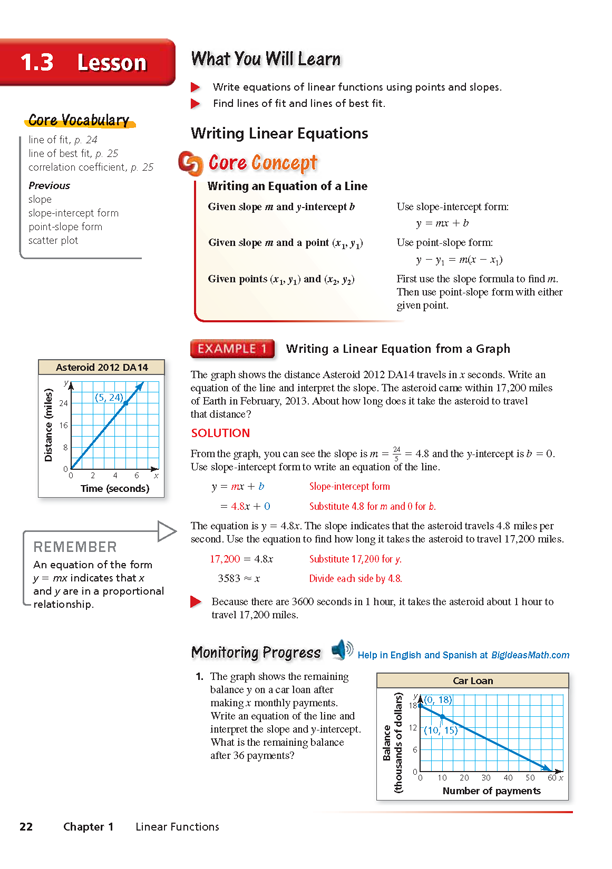 1.3 Lesson
What You Will Learn
Write equations of linear functions using points and slopes.
Find lines of fit and lines of best fit.
Core Vocabulary
line of fit, p. 24
line of best fit, p. 25
correlation coefficient, p. 25
Previous
slope
slope-intercept form
point-slope form
scatter plot
Writing Linear Equations
Core Concept
Writing an Equation of a Line
Given slope m and y-intercept b
Use slope-intercept form:
y = mx + b
Given slope m and a point (x₁, y₁)
Use point-slope form:
y − y₁ = m(x − x₁)
Given points (x₁, y₁) and (x₂, y₂)
First use the slope formula to find m.
Then use point-slope form with either
given point.
EXAMPLE 1 Writing a Linear Equation from a Graph
Asteroid 2012 DA14
y
24
16
8
0
(5, 24)
0 2 4 6 x
Distance (miles)
Time (seconds)
The graph shows the distance Asteroid 2012 DA14 travels in x seconds. Write an
equation of the line and interpret the slope. The asteroid came within 17,200 miles
of Earth in February, 2013. About how long does it take the asteroid to travel
that distance?
SOLUTION
From the graph, you can see the slope is m = 24/5 = 4.8 and the y-intercept is b = 0.
Use slope-intercept form to write an equation of the line.
y = mx + b Slope-intercept form
= 4.8x + 0 Substitute 4.8 for m and 0 for b.
The equation is y = 4.8x. The slope indicates that the asteroid travels 4.8 miles per
second. Use the equation to find how long it takes the asteroid to travel 17,200 miles.
17,200 = 4.8x Substitute 17,200 for y.
3583 ≈ x Divide each side by 4.8.
Because there are 3600 seconds in 1 hour, it takes the asteroid about 1 hour to
travel 17,200 miles.
REMEMBER
An equation of the form
y = mx indicates that x
and y are in a proportional
relationship.
Monitoring Progress
Help in English and Spanish at BigIdeasMath.com
1. The graph shows the remaining
balance y on a car loan after
making x monthly payments.
Write an equation of the line and
interpret the slope and y-intercept.
What is the remaining balance
after 36 payments?
Car Loan
y
18
12
6
0
(0, 18)
(10, 15)
0 10 20 30 40 50 60 x
Balance
(thousands of dollars)
Number of payments
22 Chapter 1 Linear Functions